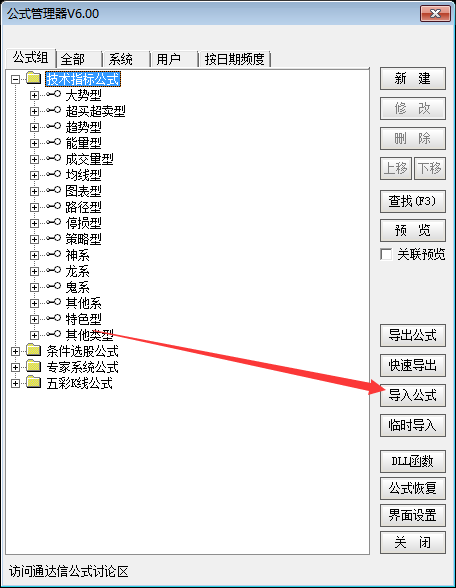 公式管理器V6.00
公式组 全部 系统 用户 按日期频度
技术指标公式
大势型
超买超卖型
趋势型
能量型
成交量型
均线型
图表型
路径型
停损型
策略型
神系
龙系
鬼系
其他系
特色型
其他类型
条件选股公式
专家系统公式
五彩K线公式
新 建
修 改
删 除
上移 下移
查找(F3)
预 览
关联预览
导出公式
快速导出
导入公式
临时导入
DLL函数
公式恢复
界面设置
关 闭
访问通达信公式讨论区